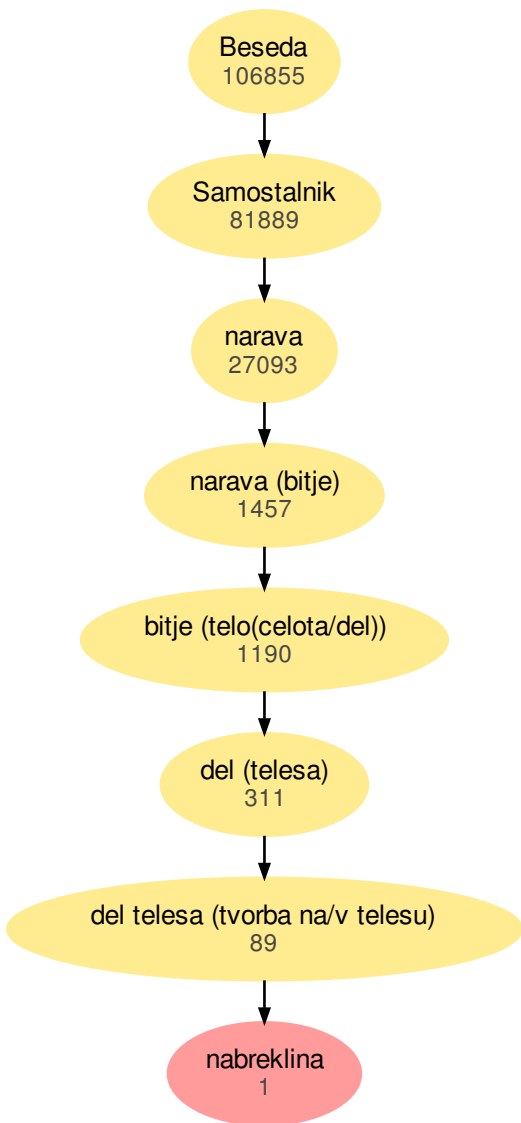 Beseda
106855
Samostalnik
81889
narava
27093
narava (bitje)
1457
bitje (telo(celota/del))
1190
del (telesa)
311
del telesa (tvorba na/v telesu)
89
nabreklina
1